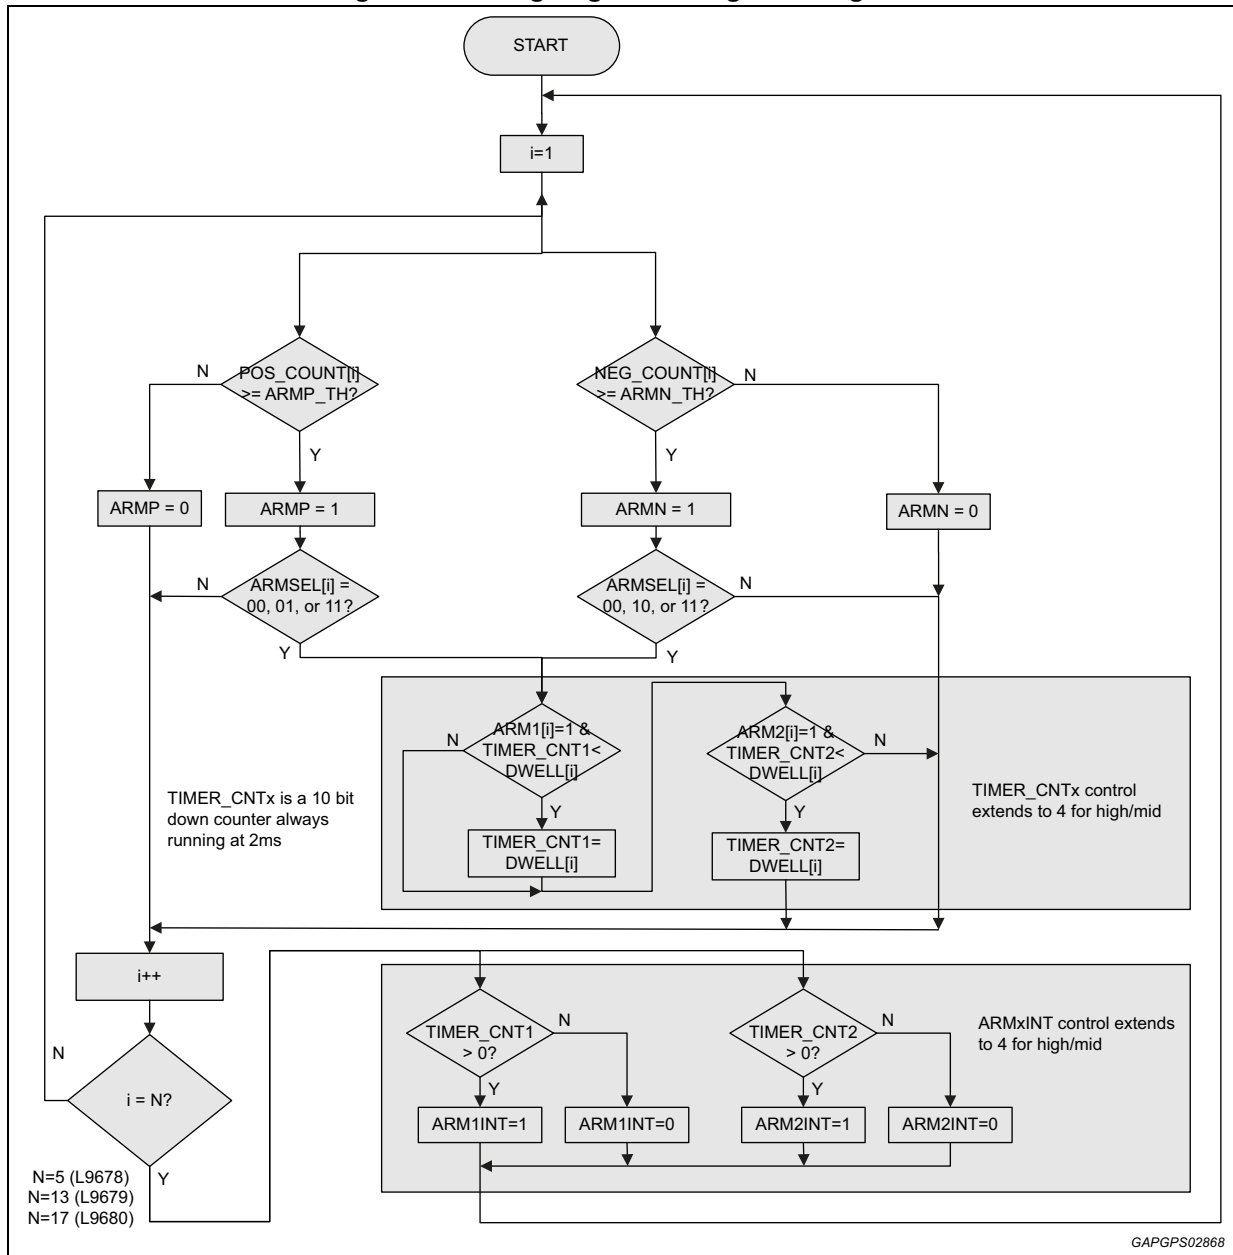 START
i=1
N
POS_COUNT[i]
>= ARMP_TH?
NEG_COUNT[i]
>= ARMN_TH?
N
Y
Y
ARMP = 0
ARMP = 1
ARMN = 1
ARMN = 0
N
ARMSEL[i] =
00, 01, or 11?
ARMSEL[i] =
00, 10, or 11?
N
Y
Y
N
ARM1[i]=1 &
TIMER_CNT1<
DWELL[i]
ARM2[i]=1 &
TIMER_CNT2<
DWELL[i]
N
TIMER_CNTx is a 10 bit
down counter always
running at 2ms
TIMER_CNTx control
extends to 4 for high/mid
Y
Y
TIMER_CNT1=
DWELL[i]
TIMER_CNT2=
DWELL[i]
i++
TIMER_CNT1
> 0?
N
TIMER_CNT2
> 0?
N
ARMxINT control extends
to 4 for high/mid
N
i = N?
Y
Y
ARM1INT=1
ARM1INT=0
ARM2INT=1
ARM2INT=0
Y
N=5 (L9678)
N=13 (L9679)
N=17 (L9680)
GAPGPS02868